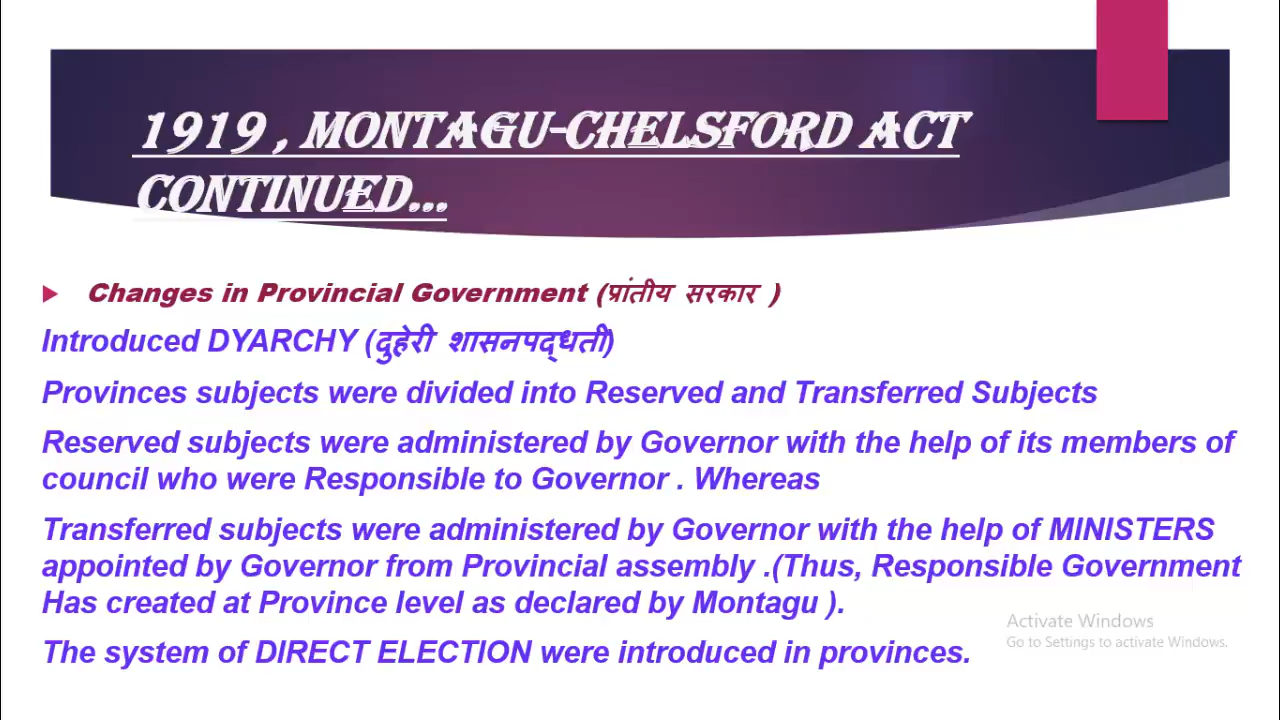 1919 , MONTAGU-CHELSFORD ACT
CONTINUED...
Changes in Provincial Government (प्रांतीय सरकार )
Introduced DYARCHY (दुहेरी शासनपद्धती)
Provinces subjects were divided into Reserved and Transferred Subjects
Reserved subjects were administered by Governor with the help of its members of
council who were Responsible to Governor . Whereas
Transferred subjects were administered by Governor with the help of MINISTERS
appointed by Governor from Provincial assembly .(Thus, Responsible Government
Has created at Province level as declared by Montagu ).
The system of DIRECT ELECTION were introduced in provinces.
Activate Windows
Go to Settings to activate Windows.